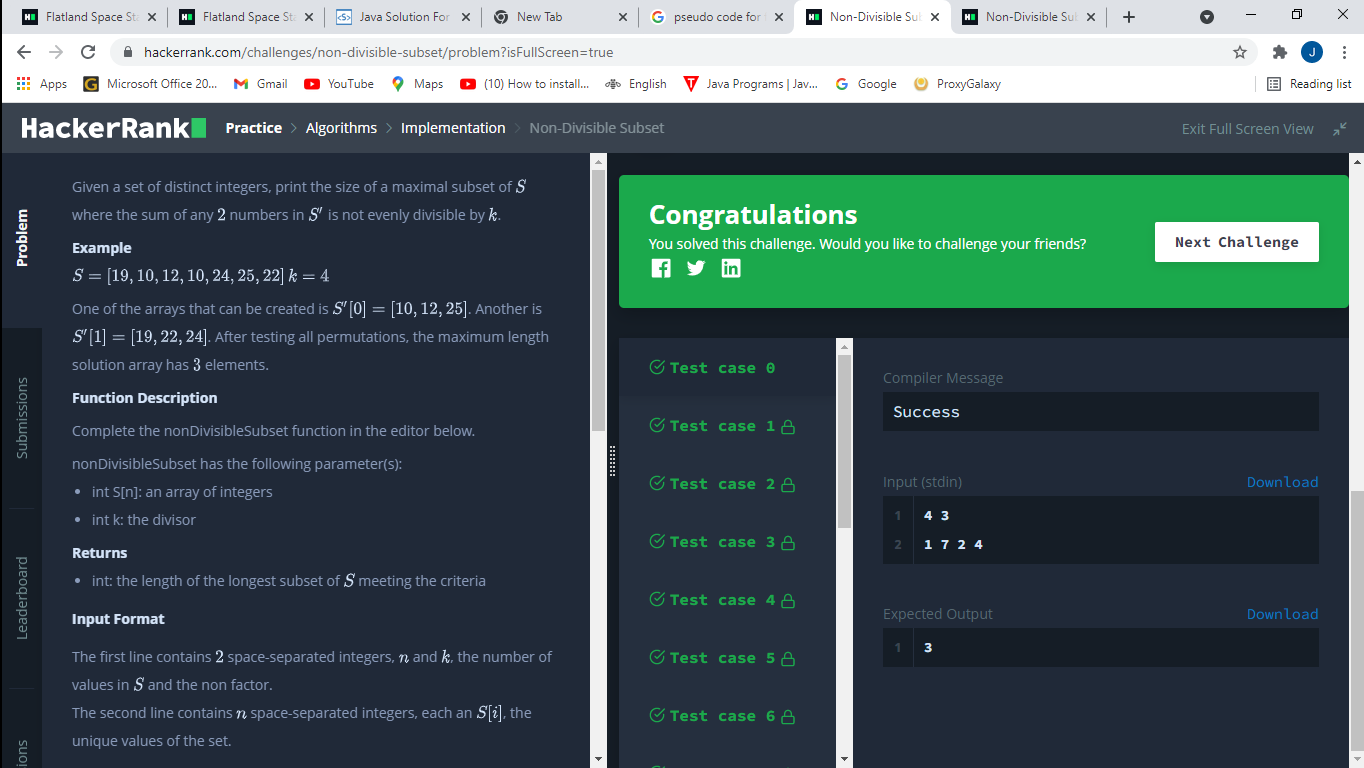 Flatland Space Sta
Flatland Space Sta
Java Solution For
New Tab
pseudo code for
Non-Divisible Sub
Non-Divisible Sub
hackerrank.com/challenges/non-divisible-subset/problem?isFullScreen=true
J
Apps
Microsoft Office 20...
Gmail
YouTube
Maps
(10) How to install...
English
Java Programs | Jav...
Google
ProxyGalaxy
Reading list
HackerRank
Practice > Algorithms > Implementation > Non-Divisible Subset
Exit Full Screen View
Problem
Submissions
Leaderboard
Given a set of distinct integers, print the size of a maximal subset of S
where the sum of any 2 numbers in S′ is not evenly divisible by k.
Example
S = [19, 10, 12, 10, 24, 25, 22] k = 4
One of the arrays that can be created is S′[0] = [10, 12, 25]. Another is
S′[1] = [19, 22, 24]. After testing all permutations, the maximum length
solution array has 3 elements.
Function Description
Complete the nonDivisibleSubset function in the editor below.
nonDivisibleSubset has the following parameter(s):
• int S[n]: an array of integers
• int k: the divisor
Returns
• int: the length of the longest subset of S meeting the criteria
Input Format
The first line contains 2 space-separated integers, n and k, the number of
values in S and the non factor.
The second line contains n space-separated integers, each an S[i], the
unique values of the set.
Congratulations
You solved this challenge. Would you like to challenge your friends?
Next Challenge
Test case 0
Test case 1
Test case 2
Test case 3
Test case 4
Test case 5
Test case 6
Compiler Message
Success
Input (stdin)
Download
1 4 3
2 1 7 2 4
Expected Output
Download
1 3